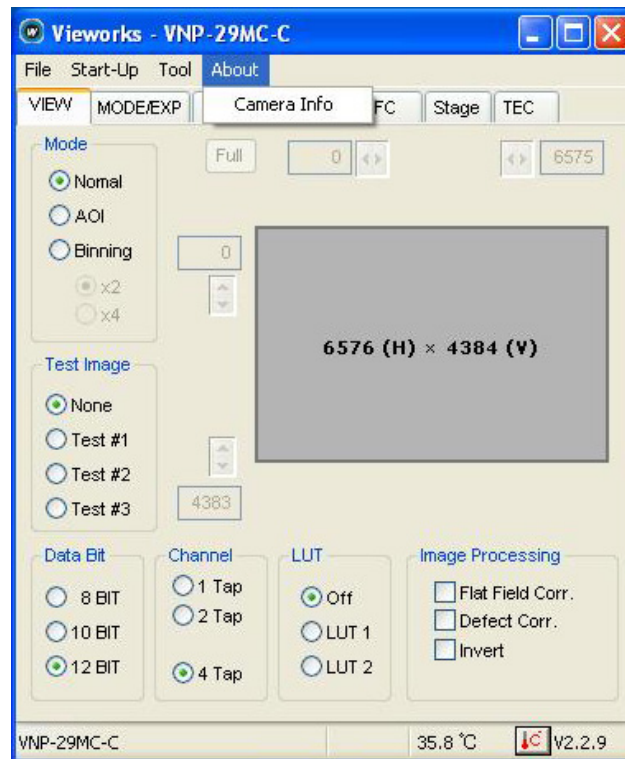 Vieworks - VNP-29MC-C
File Start-Up Tool About
Camera Info
VIEW MODE/EXP FC Stage TEC
Mode
Nomal
AOI
Binning
x2
x4
Full 0 6575
0
6576 (H) × 4384 (V)
4383
Test Image
None
Test #1
Test #2
Test #3
Data Bit
8 BIT
10 BIT
12 BIT
Channel
1 Tap
2 Tap
4 Tap
LUT
Off
LUT 1
LUT 2
Image Processing
Flat Field Corr.
Defect Corr.
Invert
VNP-29MC-C 35.8 ℃ V2.2.9